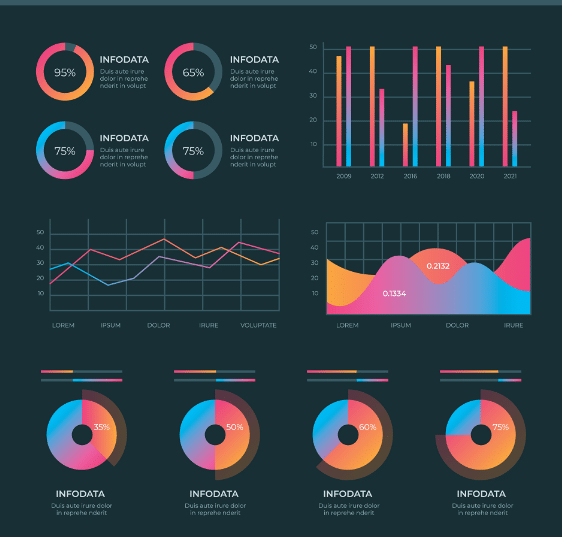 95%
INFODATA
Duis aute irure
dolor in reprehe
nderit in volupt
65%
INFODATA
Duis aute irure
dolor in reprehe
nderit in volupt
75%
INFODATA
Duis aute irure
dolor in reprehe
nderit in volupt
75%
INFODATA
Duis aute irure
dolor in reprehe
nderit in volupt
50
40
30
20
10
2009 2012 2016 2018 2020 2021
50
40
30
20
10
LOREM IPSUM DOLOR IRURE VOLUPTATE
50
40
30
20
10
0.2132
0.1334
LOREM IPSUM DOLOR IRURE
35%
INFODATA
Duis aute irure dolor
in reprehe nderit
50%
INFODATA
Duis aute irure dolor
in reprehe nderit
60%
INFODATA
Duis aute irure dolor
in reprehe nderit
75%
INFODATA
Duis aute irure dolor
in reprehe nderit